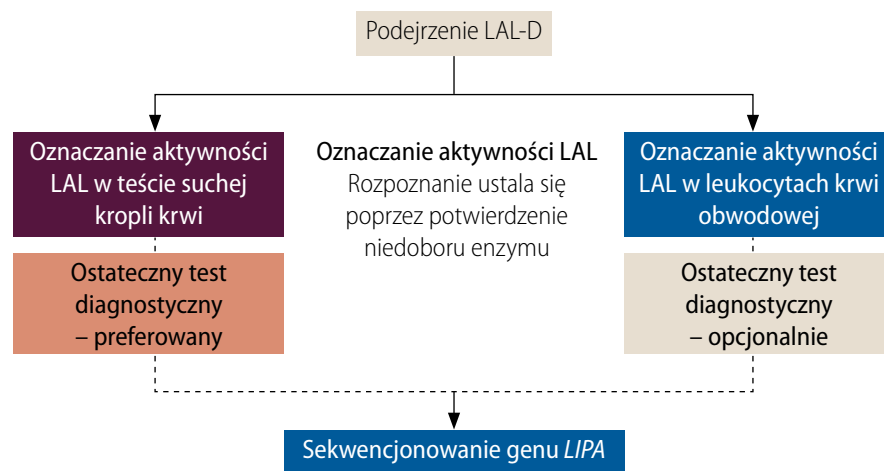 Podejrzenie LAL-D
Oznaczanie aktywności
LAL w teście suchej
kropli krwi
Oznaczanie aktywności LAL
Rozpoznanie ustala się
poprzez potwierdzenie
niedoboru enzymu
Oznaczanie aktywności
LAL w leukocytach krwi
obwodowej
Ostateczny test
diagnostyczny
– preferowany
Ostateczny test
diagnostyczny
– opcjonalnie
Sekwencjonowanie genu LIPA